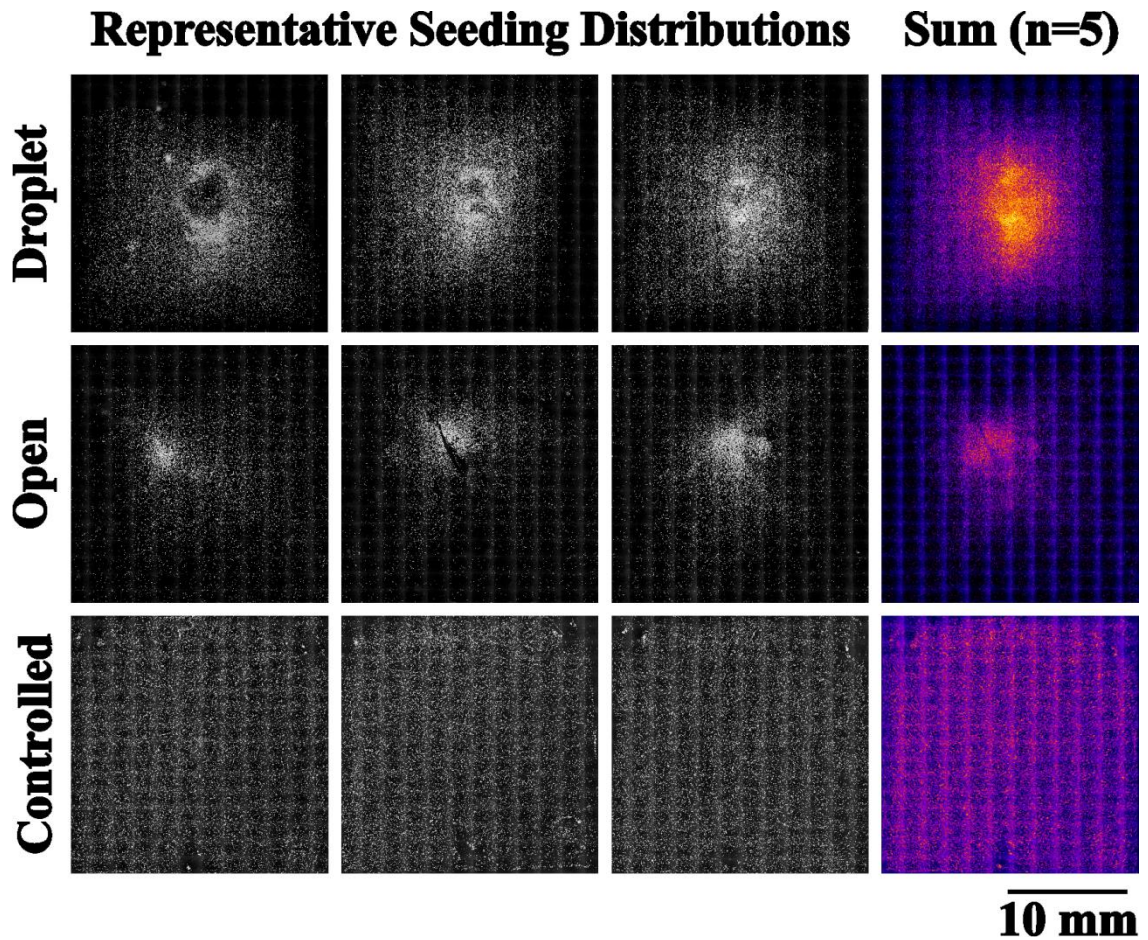 Representative Seeding Distributions Sum (n=5)
Droplet
Open
Controlled
10 mm